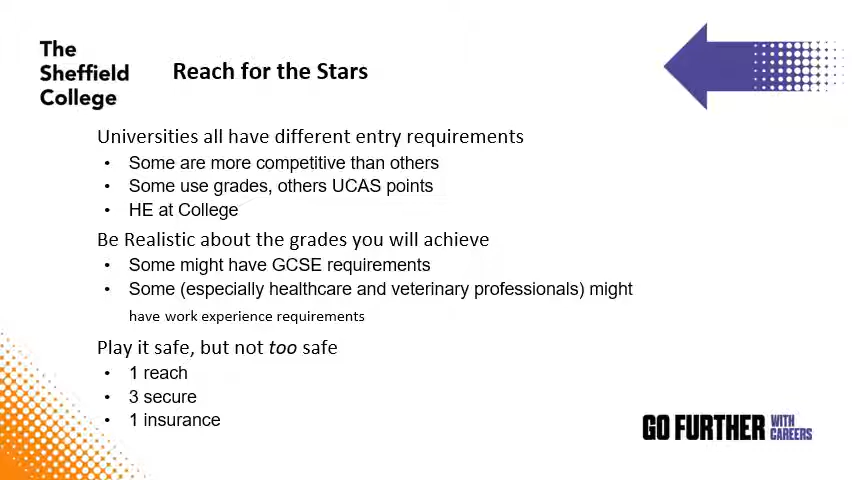 The
Sheffield
College
Reach for the Stars
Universities all have different entry requirements
• Some are more competitive than others
• Some use grades, others UCAS points
• HE at College
Be Realistic about the grades you will achieve
• Some might have GCSE requirements
• Some (especially healthcare and veterinary professionals) might
have work experience requirements
Play it safe, but not too safe
• 1 reach
• 3 secure
• 1 insurance
GO FURTHER WITH
CAREERS